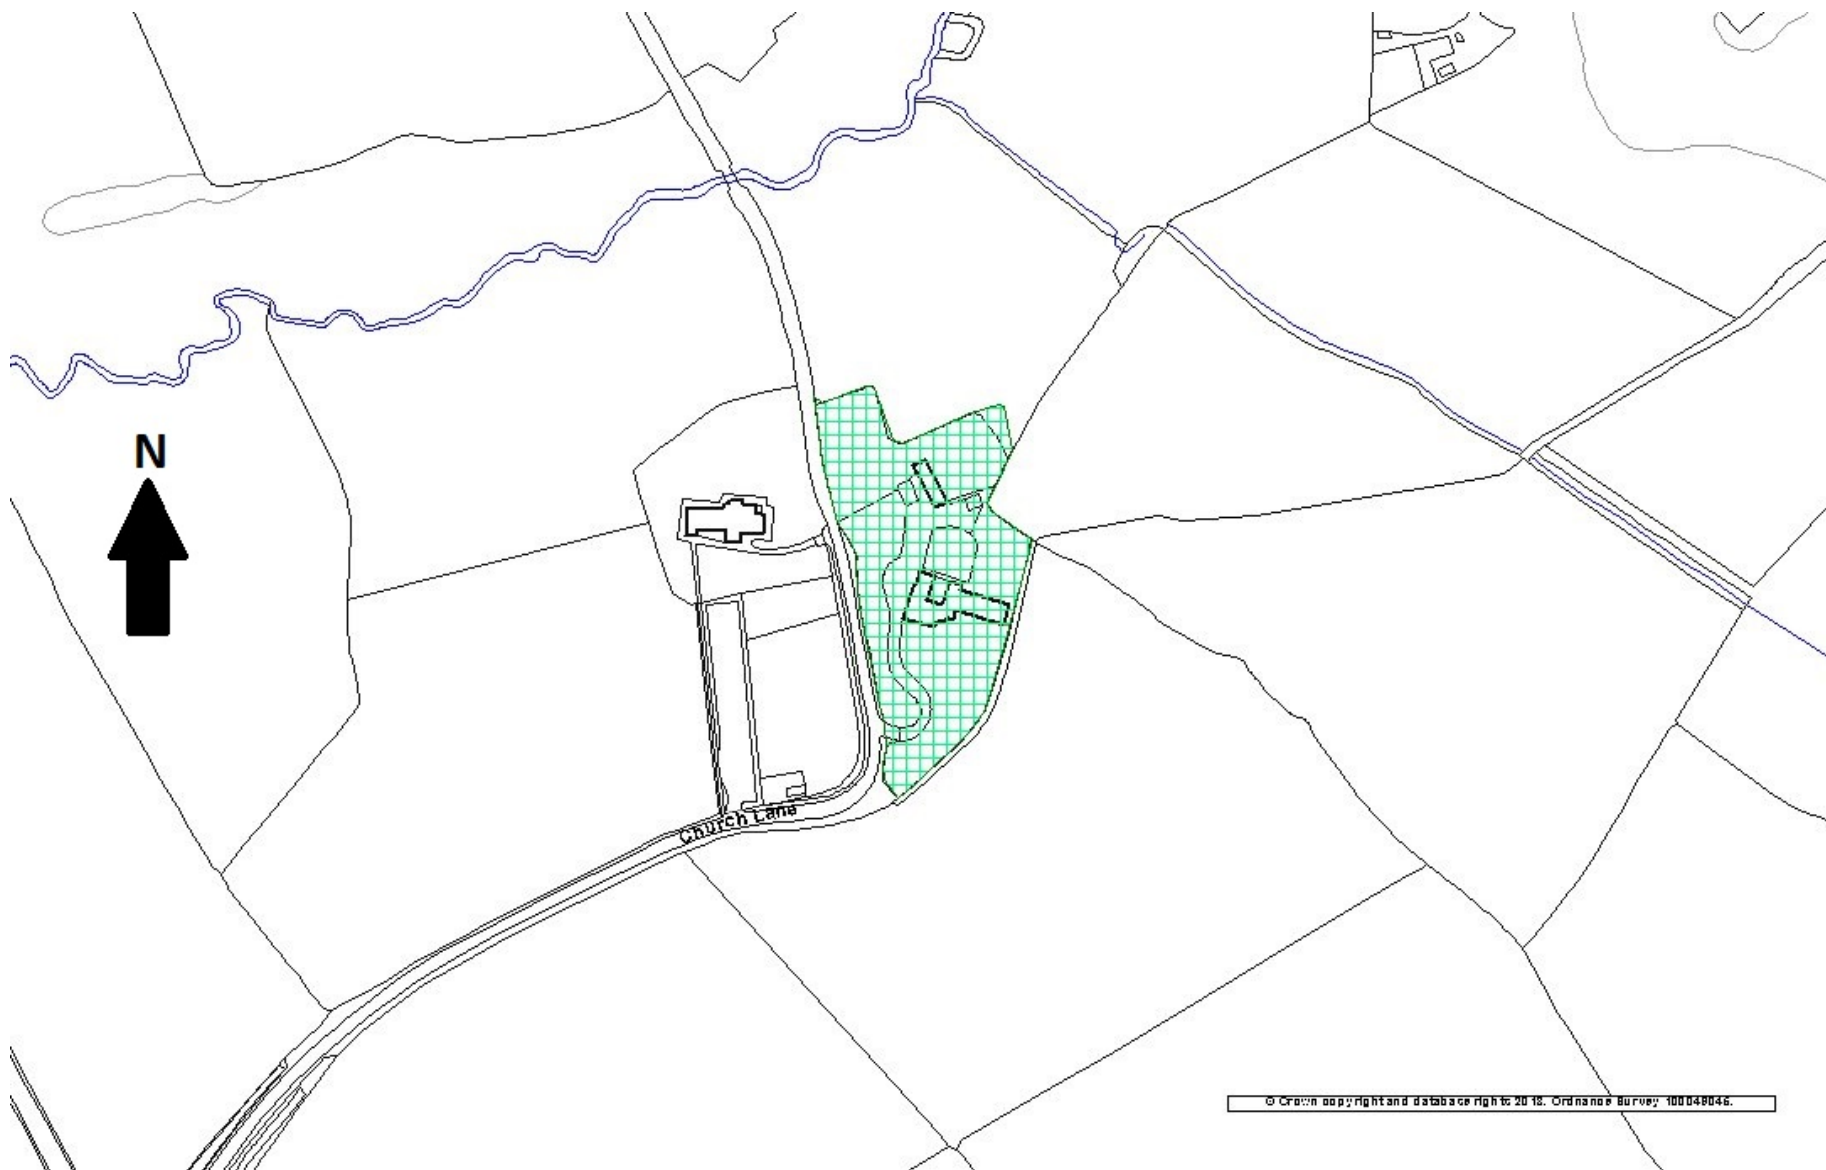 N
Church Lane
© Crown copyright and database rights 2018. Ordnance Survey 100049046.